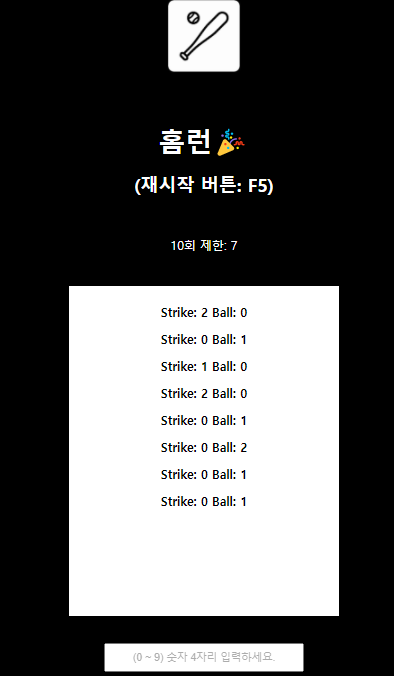 홈런🎉
(재시작 버튼: F5)
10회 제한: 7
Strike: 2 Ball: 0
Strike: 0 Ball: 1
Strike: 1 Ball: 0
Strike: 2 Ball: 0
Strike: 0 Ball: 1
Strike: 0 Ball: 2
Strike: 0 Ball: 1
Strike: 0 Ball: 1
(0 ~ 9) 숫자 4자리 입력하세요.